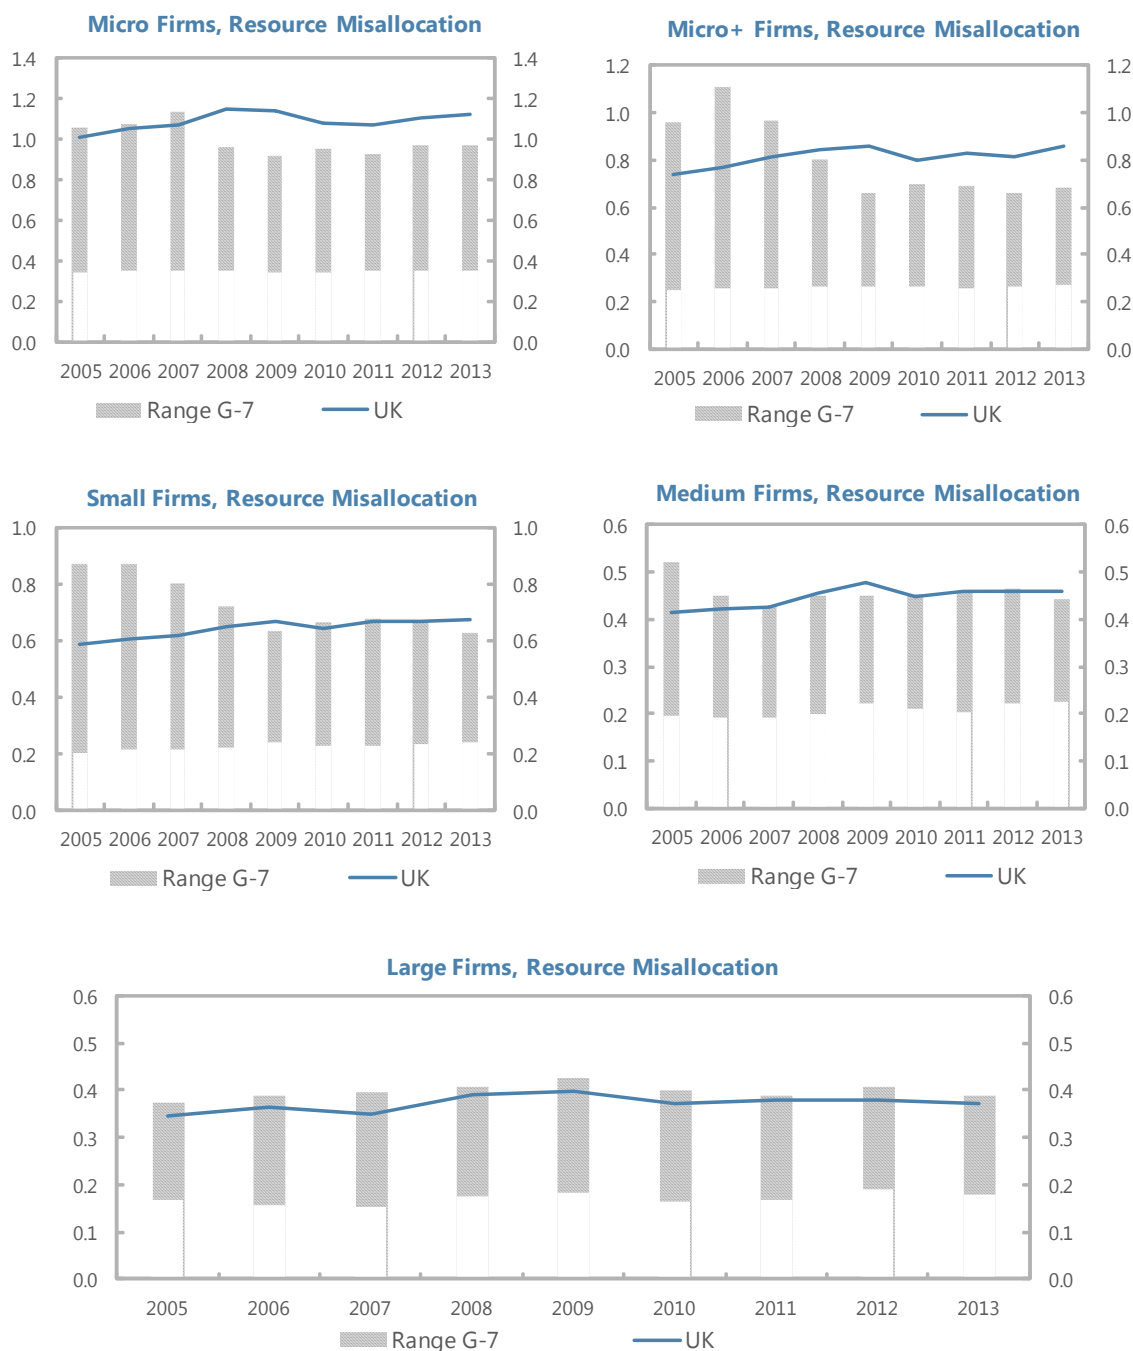 Micro Firms, Resource Misallocation
1.4 1.4
1.2 1.2
1.0 1.0
0.8 0.8
0.6 0.6
0.4 0.4
0.2 0.2
0.0 0.0
2005 2006 2007 2008 2009 2010 2011 2012 2013
Range G-7 UK
Micro+ Firms, Resource Misallocation
1.2 1.2
1.0 1.0
0.8 0.8
0.6 0.6
0.4 0.4
0.2 0.2
0.0 0.0
2005 2006 2007 2008 2009 2010 2011 2012 2013
Range G-7 UK
Small Firms, Resource Misallocation
1.0 1.0
0.8 0.8
0.6 0.6
0.4 0.4
0.2 0.2
0.0 0.0
2005 2006 2007 2008 2009 2010 2011 2012 2013
Range G-7 UK
Medium Firms, Resource Misallocation
0.6 0.6
0.5 0.5
0.4 0.4
0.3 0.3
0.2 0.2
0.1 0.1
0.0 0.0
2005 2006 2007 2008 2009 2010 2011 2012 2013
Range G-7 UK
Large Firms, Resource Misallocation
0.6 0.6
0.5 0.5
0.4 0.4
0.3 0.3
0.2 0.2
0.1 0.1
0.0 0.0
2005 2006 2007 2008 2009 2010 2011 2012 2013
Range G-7 UK